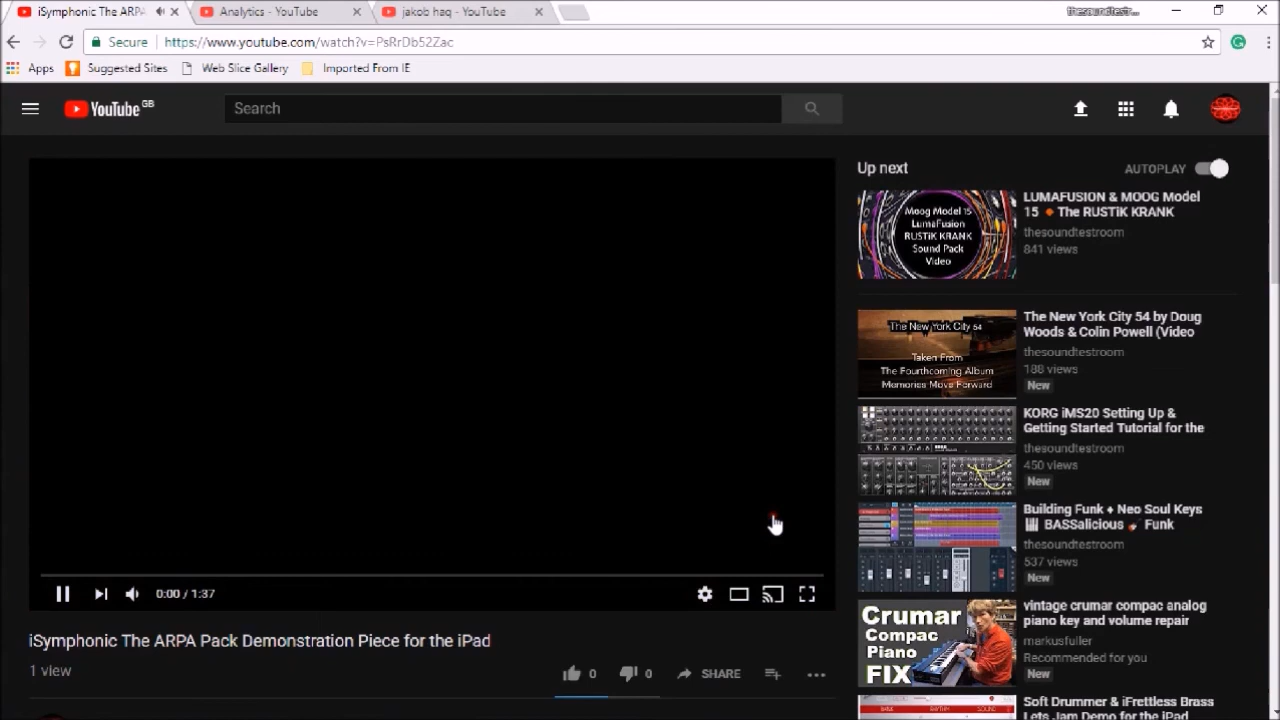 iSymphonic The ARPA
Analytics - YouTube
jakob haq - YouTube
thesoundtestr...
Secure
https://www.youtube.com/watch?v=PsRrDb52Zac
Apps
Suggested Sites
Web Slice Gallery
Imported From IE
YouTube GB
Search
Up next
AUTOPLAY
Moog Model 15
LumaFusion
RUSTiK KRANK
Sound Pack
Video
LUMAFUSION & MOOG Model
15 🔸 The RUSTiK KRANK
thesoundtestroom
841 views
The New York City 54
Taken From
The Fourthcoming Album
Memories Move Forward
The New York City 54 by Doug
Woods & Colin Powell (Video
thesoundtestroom
188 views
New
KORG iMS20 Setting Up &
Getting Started Tutorial for the
thesoundtestroom
450 views
New
Building Funk ♦ Neo Soul Keys
🎹 BASSalicious 🎸 Funk
thesoundtestroom
537 views
New
Crumar
Compac
Piano
FIX
vintage crumar compac analog
piano key and volume repair
markusfuller
Recommended for you
New
Soft Drummer & iFrettless Brass
Lets Jam Demo for the iPad
0:00 / 1:37
iSymphonic The ARPA Pack Demonstration Piece for the iPad
1 view
0
0
SHARE